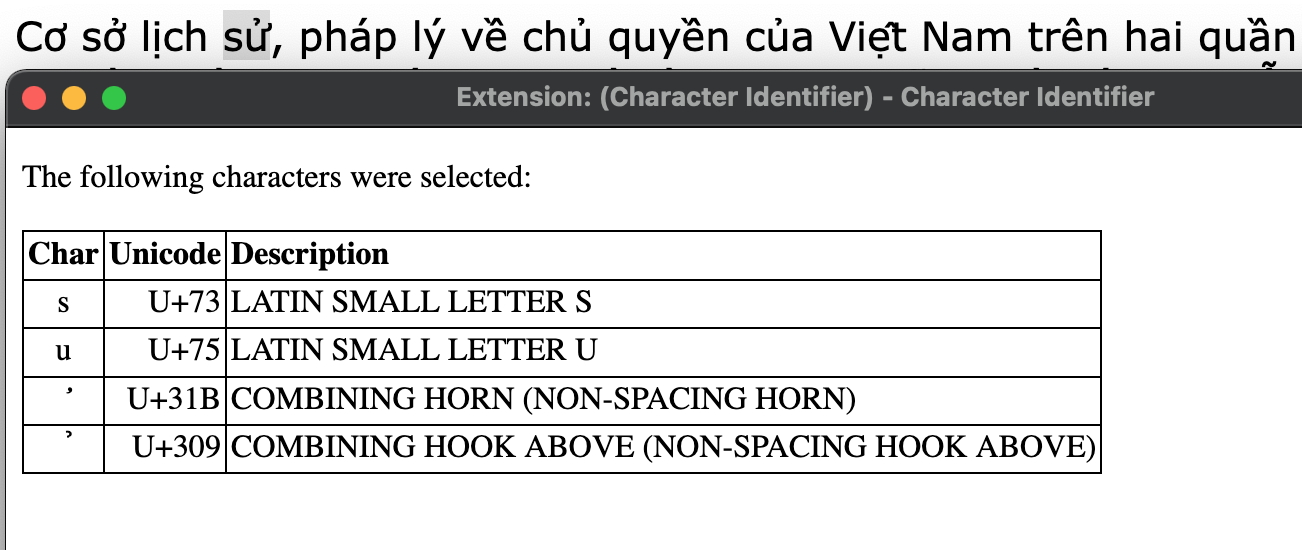 Cơ sở lịch sử, pháp lý về chủ quyền của Việt Nam trên hai quần
Extension: (Character Identifier) - Character Identifier
The following characters were selected:
Char Unicode Description
s U+73 LATIN SMALL LETTER S
u U+75 LATIN SMALL LETTER U
̛ U+31B COMBINING HORN (NON-SPACING HORN)
̉ U+309 COMBINING HOOK ABOVE (NON-SPACING HOOK ABOVE)